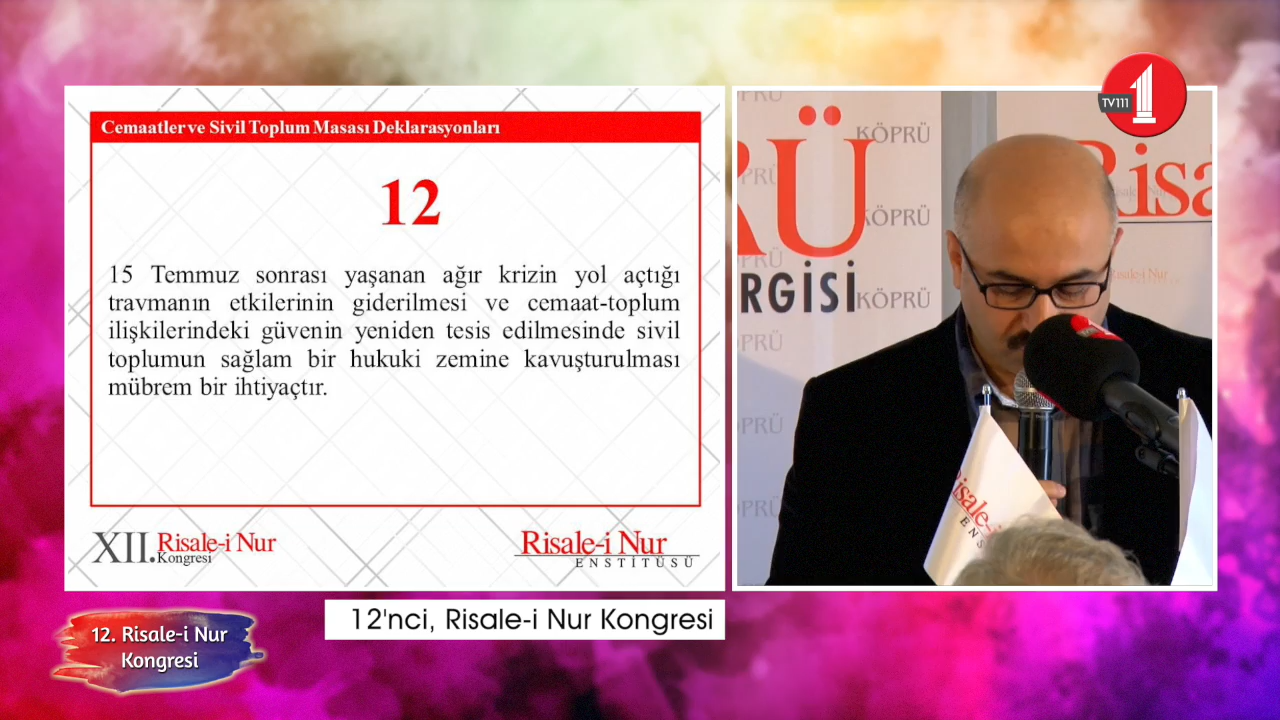 Cemaatler ve Sivil Toplum Masası Deklarasyonları
12
15 Temmuz sonrası yaşanan ağır krizin yol açtığı
travmanın etkilerinin giderilmesi ve cemaat-toplum
ilişkilerindeki güvenin yeniden tesis edilmesinde sivil
toplumun sağlam bir hukuki zemine kavuşturulması
mübrem bir ihtiyaçtır.
XII. Risale-i Nur
Kongresi
Risale-i Nur
ENSTİTÜSÜ
12'nci, Risale-i Nur Kongresi
12. Risale-i Nur
Kongresi
TV111
1
KÖPRÜ
KÖPRÜ
KÖPRÜ
Risale-i Nur